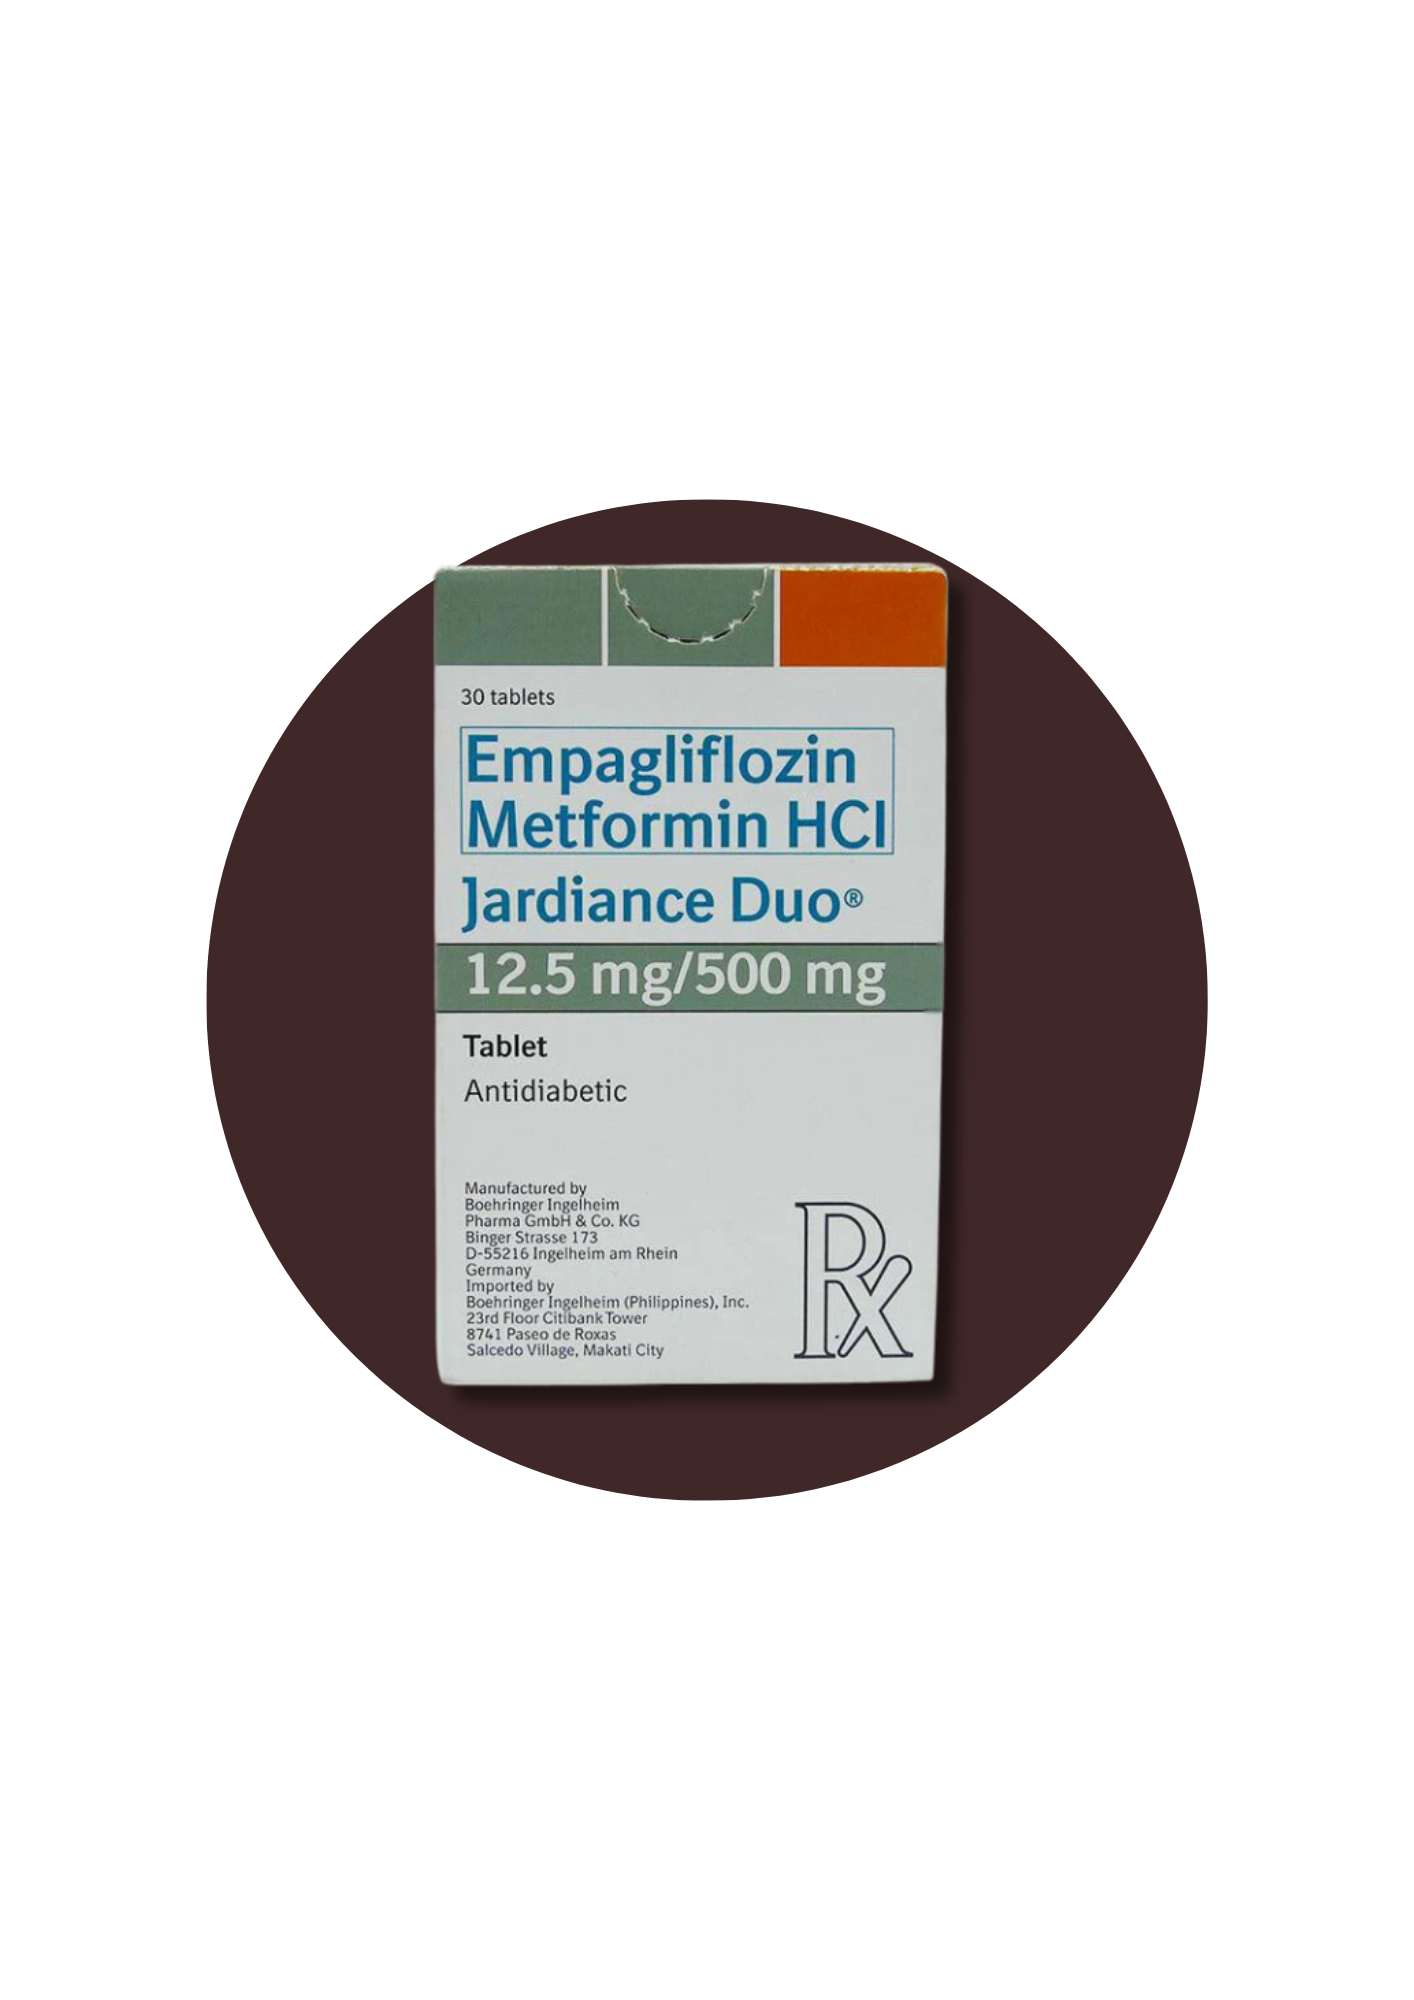 30 tablets
Empagliflozin
Metformin HCl
Jardiance Duo®
12.5 mg/500 mg
Tablet
Antidiabetic
Manufactured by
Boehringer Ingelheim
Pharma GmbH & Co. KG
Binger Strasse 173
D-55216 Ingelheim am Rhein
Germany
Imported by
Boehringer Ingelheim (Philippines), Inc.
23rd Floor Citibank Tower
8741 Paseo de Roxas
Salcedo Village, Makati City
Rx